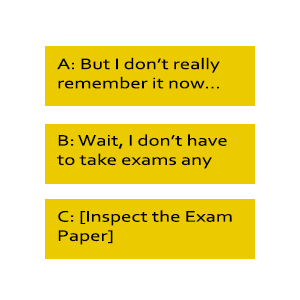 A: But I don't really
remember it now...
B: Wait, I don't have
to take exams any
C: [Inspect the Exam
Paper]